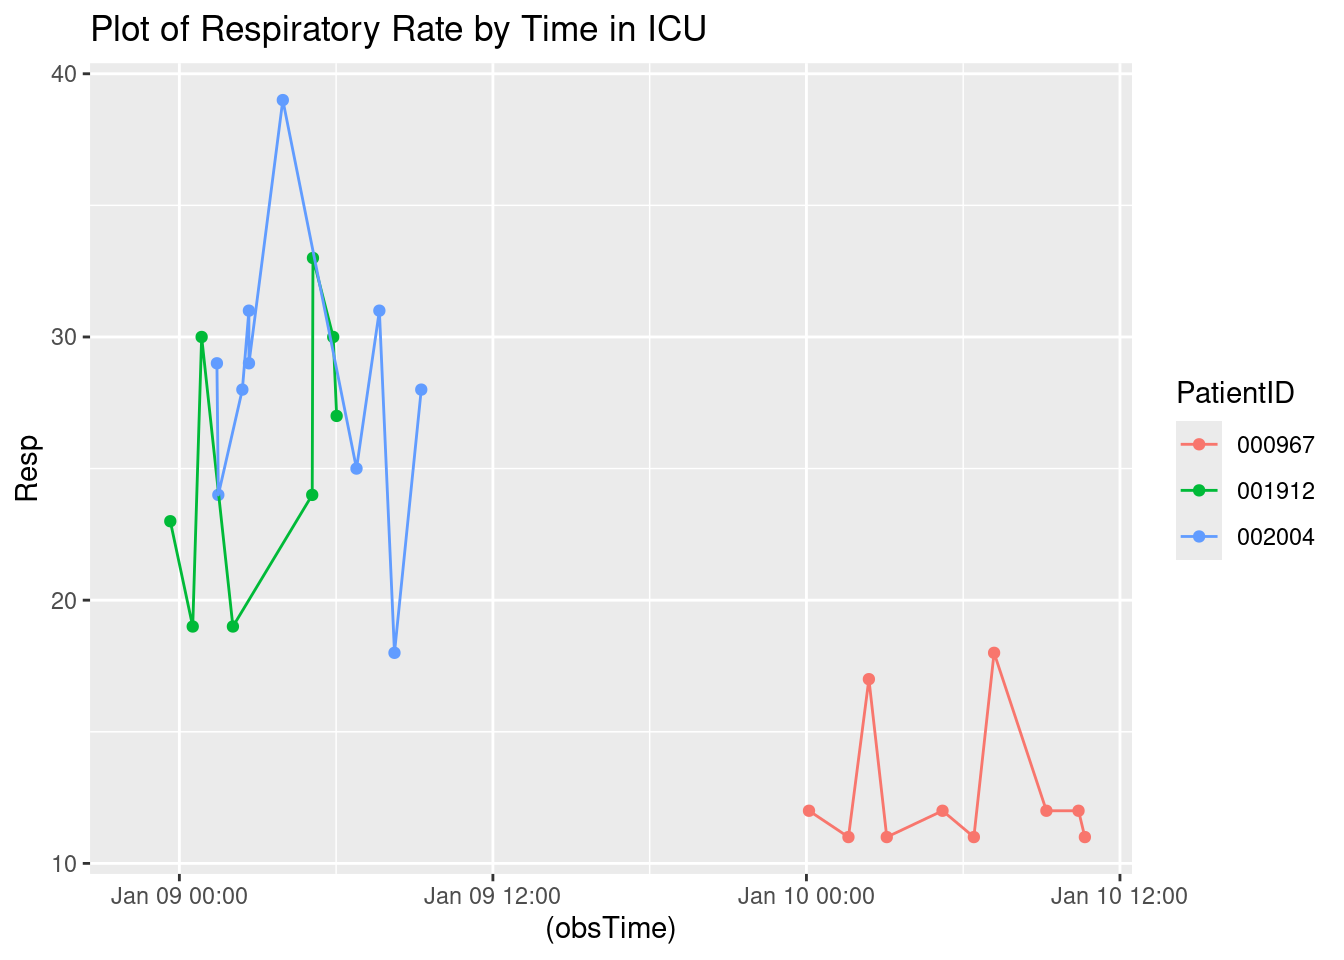 Plot of Respiratory Rate by Time in ICU
40
30
20
10
Resp
Jan 09 00:00
Jan 09 12:00
Jan 10 00:00
Jan 10 12:00
(obsTime)
PatientID
000967
001912
002004